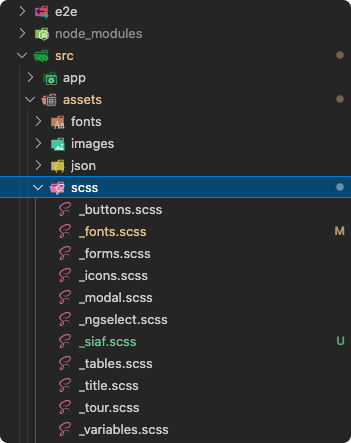 e2e
node_modules
src
app
assets
fonts
images
json
scss
_buttons.scss
_fonts.scss M
_forms.scss
_icons.scss
_modal.scss
_ngselect.scss
_siaf.scss U
_tables.scss
_title.scss
_tour.scss
_variables.scss